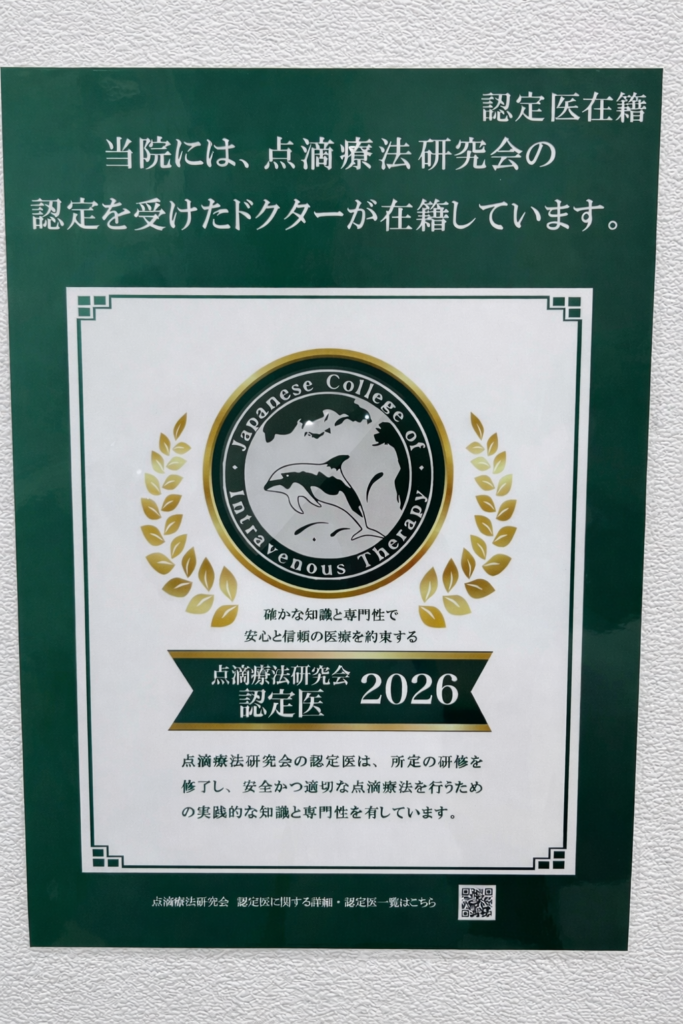 認定医在籍
当院には、点滴療法研究会の
認定を受けたドクターが在籍しています。
Japanese College of
Intravenous Therapy
確かな知識と専門性で
安心と信頼の医療を約束する
点滴療法研究会
認定医
2026
点滴療法研究会の認定医は、所定の研修を
修了し、安全かつ適切な点滴療法を行うため
の実践的な知識と専門性を有しています。
点滴療法研究会 認定医に関する詳細・認定医一覧はこちら